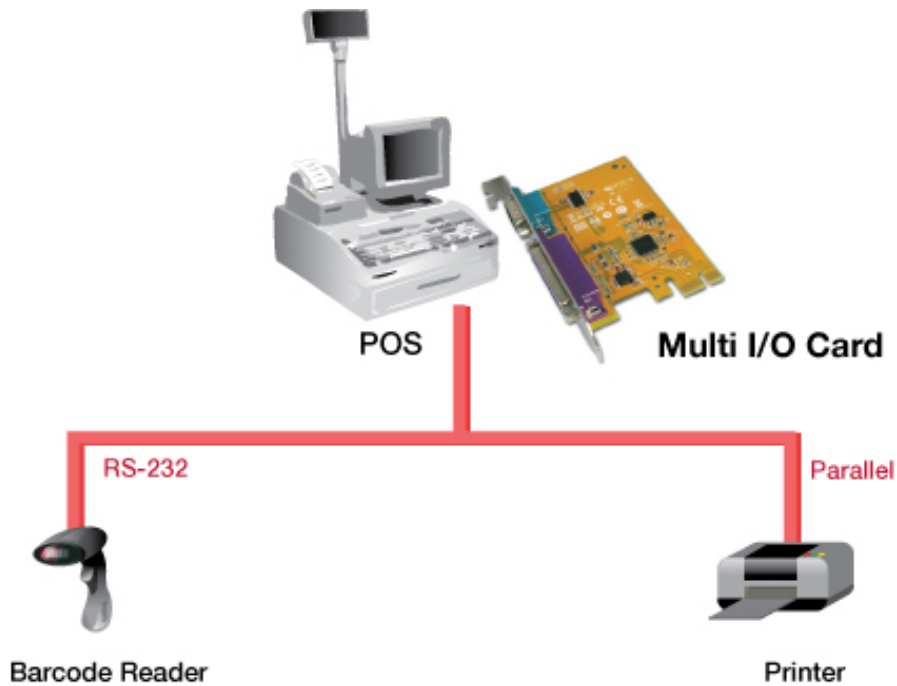 POS
Multi I/O Card
RS-232
Parallel
Barcode Reader
Printer